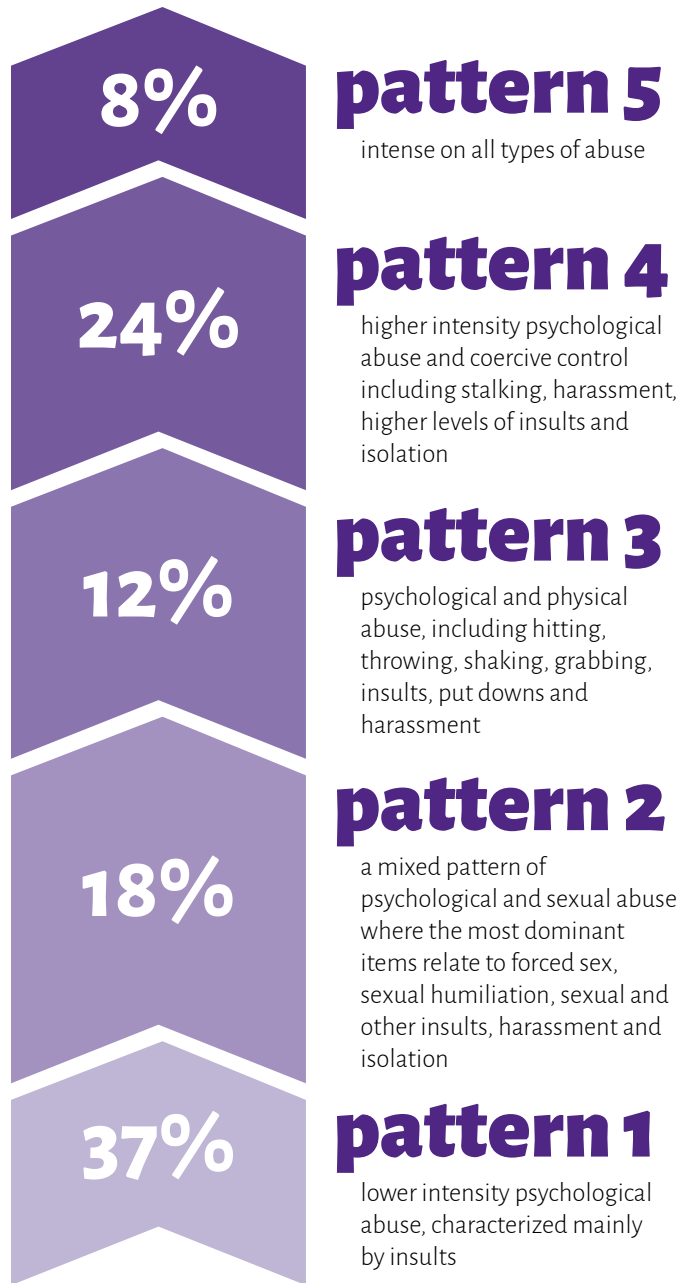 8%
pattern 5
intense on all types of abuse
24%
pattern 4
higher intensity psychological
abuse and coercive control
including stalking, harassment,
higher levels of insults and
isolation
12%
pattern 3
psychological and physical
abuse, including hitting,
throwing, shaking, grabbing,
insults, put downs and
harassment
18%
pattern 2
a mixed pattern of
psychological and sexual abuse
where the most dominant
items relate to forced sex,
sexual humiliation, sexual and
other insults, harassment and
isolation
37%
pattern 1
lower intensity psychological
abuse, characterized mainly
by insults